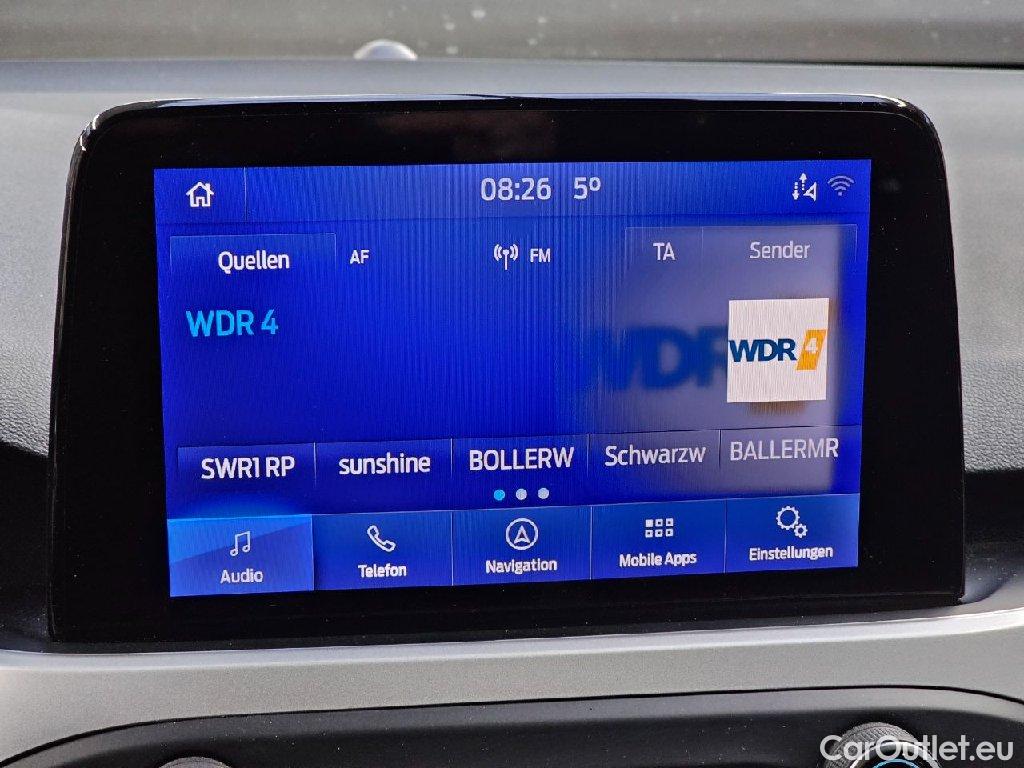 08:26 5°
Quellen AF FM TA Sender
WDR 4
WDR
WDR 4
SWR1 RP sunshine BOLLERW Schwarzw BALLERMR
Audio Telefon Navigation Mobile Apps Einstellungen
CarOutlet.eu